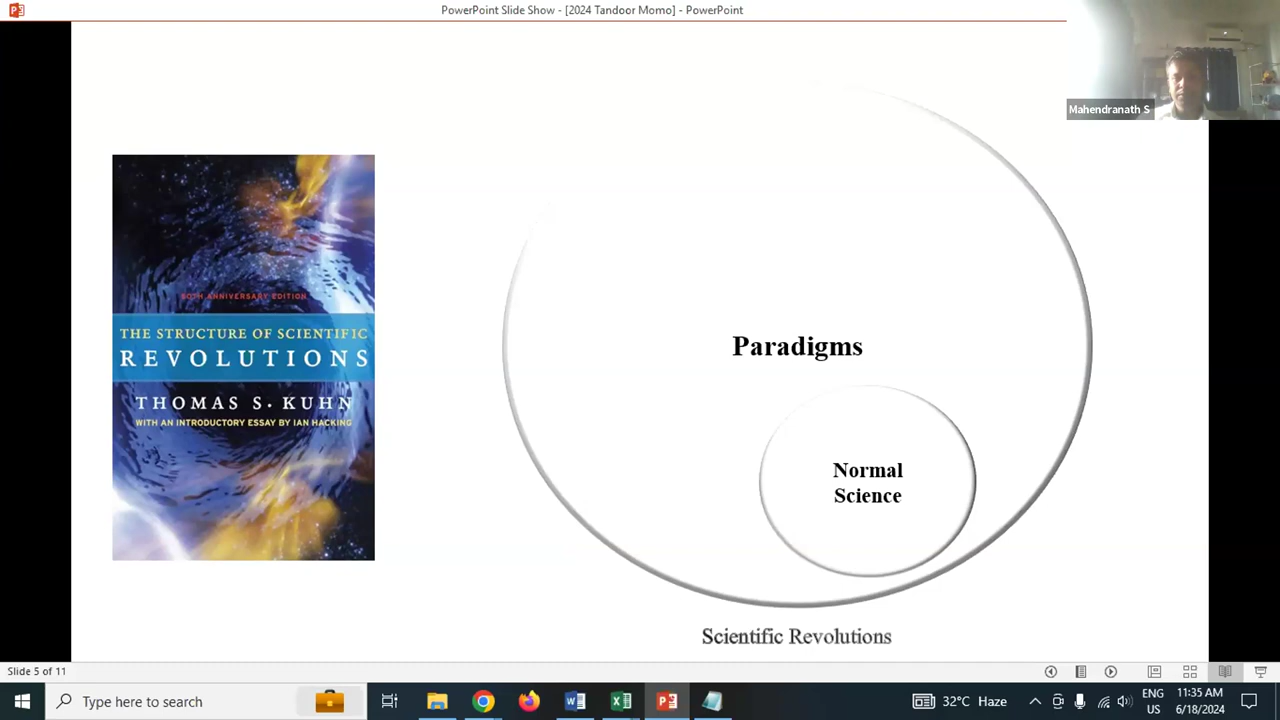 PowerPoint Slide Show - [2024 Tandoor Momo] - PowerPoint
Mahendranath S
50TH ANNIVERSARY EDITION
THE STRUCTURE OF SCIENTIFIC
REVOLUTIONS
THOMAS S. KUHN
WITH AN INTRODUCTORY ESSAY BY IAN HACKING
Paradigms
Normal
Science
Scientific Revolutions
Slide 5 of 11
Type here to search
32°C Haze
ENG
US
11:35 AM
6/18/2024